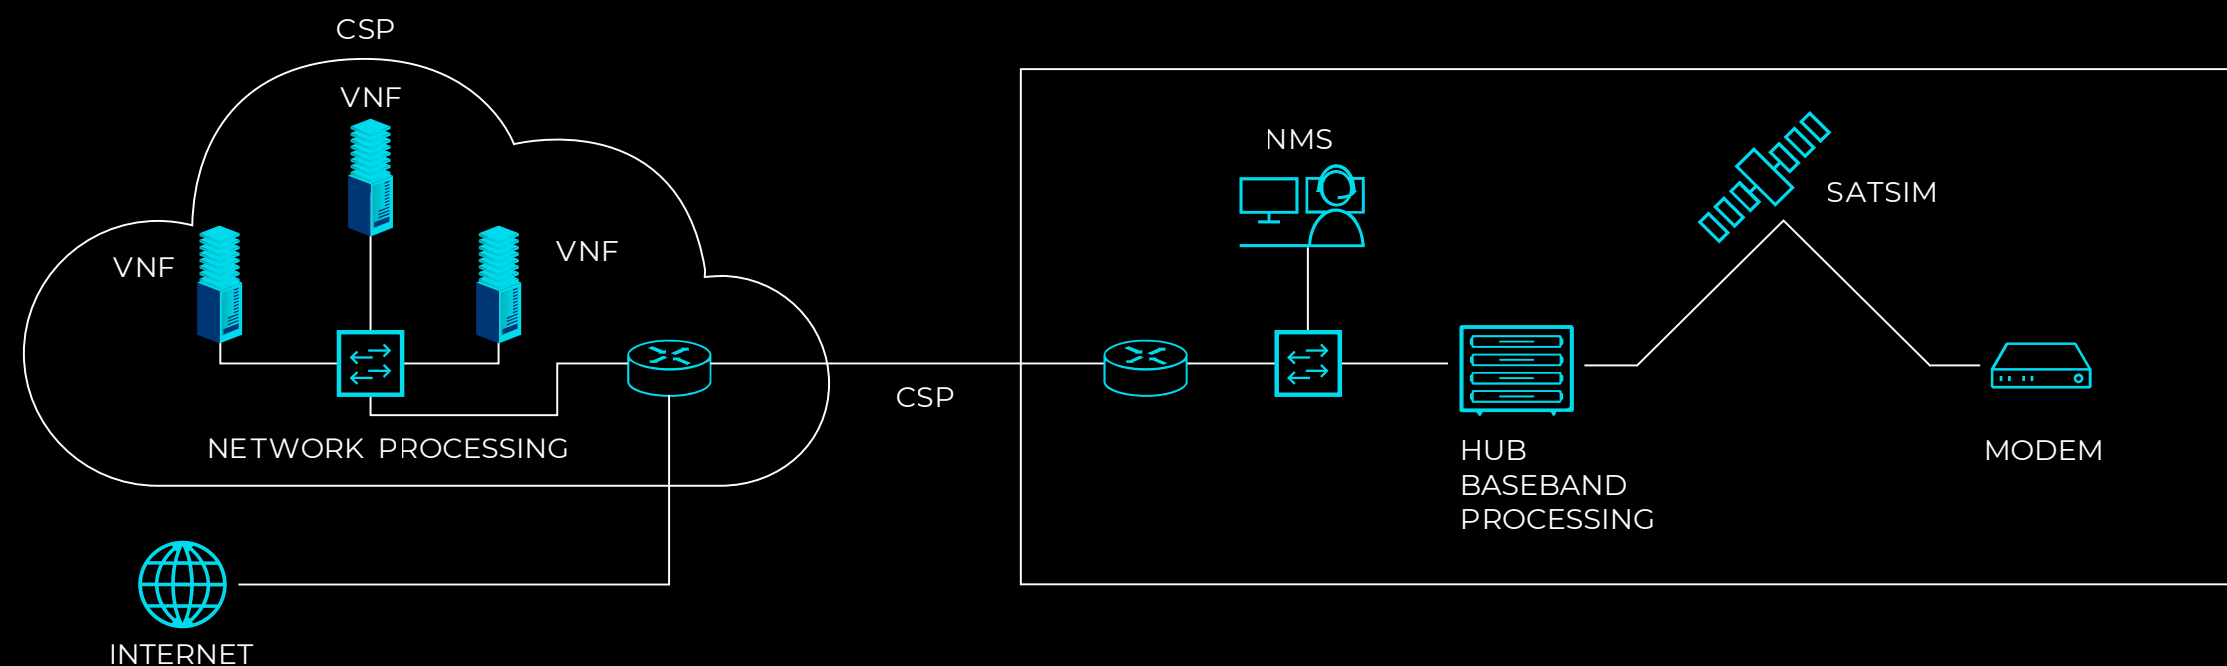 CSP
VNF
VNF
VNF
NETWORK PROCESSING
INTERNET
CSP
NMS
SATSIM
HUB
BASEBAND
PROCESSING
MODEM